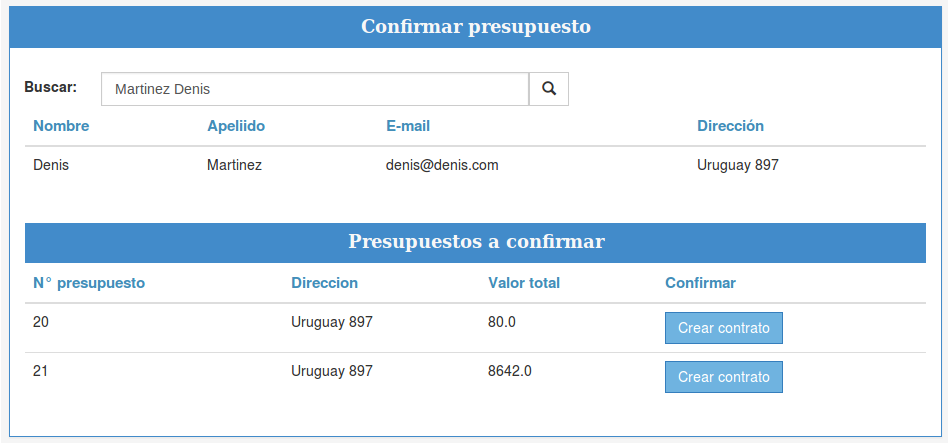 Confirmar presupuesto
Buscar: Martinez Denis
Nombre Apeliido E-mail Dirección
Denis Martinez denis@denis.com Uruguay 897
Presupuestos a confirmar
N° presupuesto Direccion Valor total Confirmar
20 Uruguay 897 80.0 Crear contrato
21 Uruguay 897 8642.0 Crear contrato